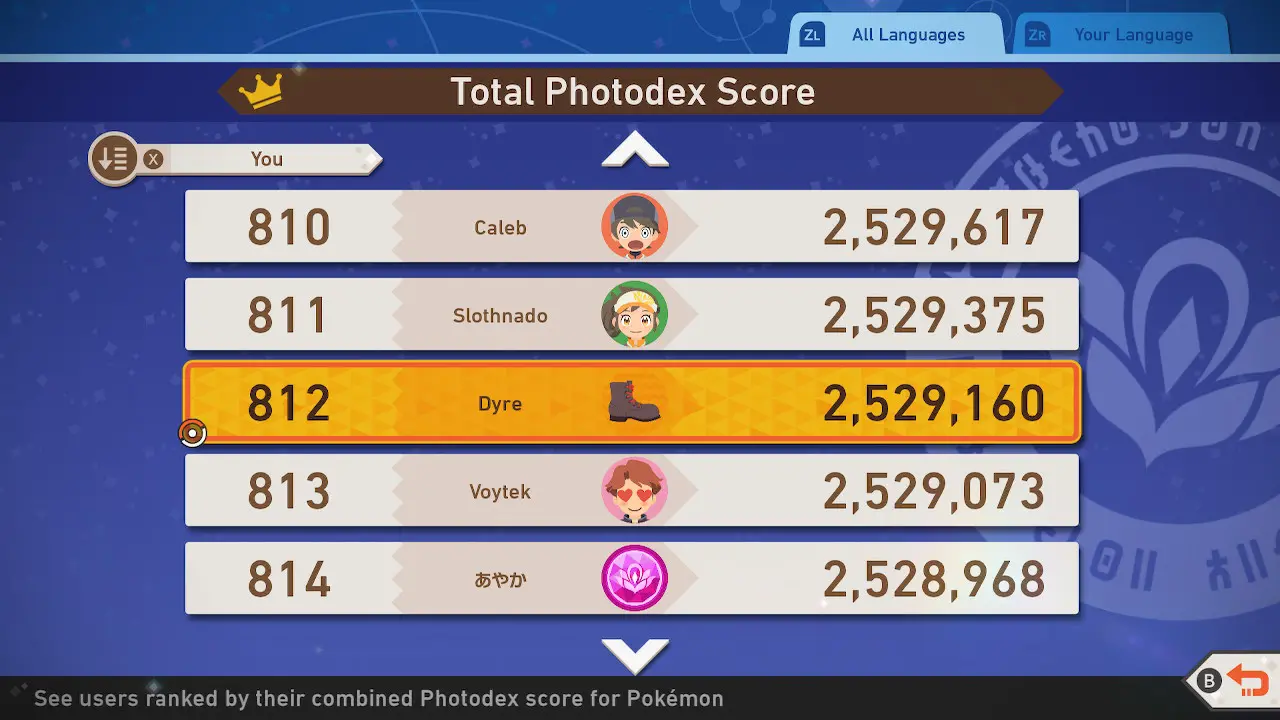 ZL All Languages ZR Your Language
Total Photodex Score
X You
810 Caleb 2,529,617
811 Slothnado 2,529,375
812 Dyre 2,529,160
813 Voytek 2,529,073
814 あやか 2,528,968
See users ranked by their combined Photodex score for Pokémon
B